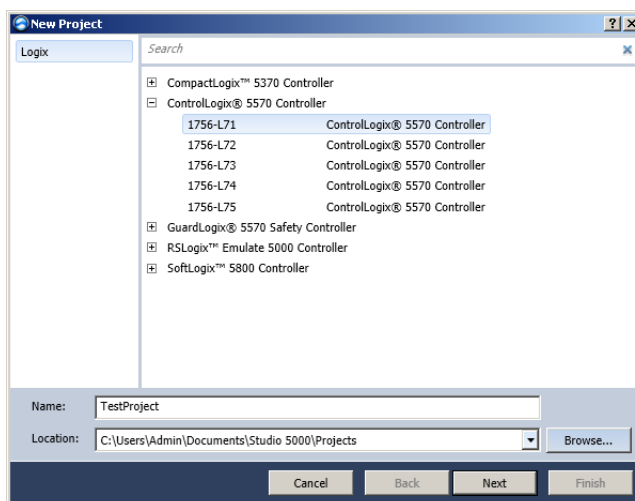 New Project
Logix
Search
CompactLogix™ 5370 Controller
ControlLogix® 5570 Controller
1756-L71 ControlLogix® 5570 Controller
1756-L72 ControlLogix® 5570 Controller
1756-L73 ControlLogix® 5570 Controller
1756-L74 ControlLogix® 5570 Controller
1756-L75 ControlLogix® 5570 Controller
GuardLogix® 5570 Safety Controller
RSLogix™ Emulate 5000 Controller
SoftLogix™ 5800 Controller
Name: TestProject
Location: C:\Users\Admin\Documents\Studio 5000\Projects Browse...
Cancel Back Next Finish